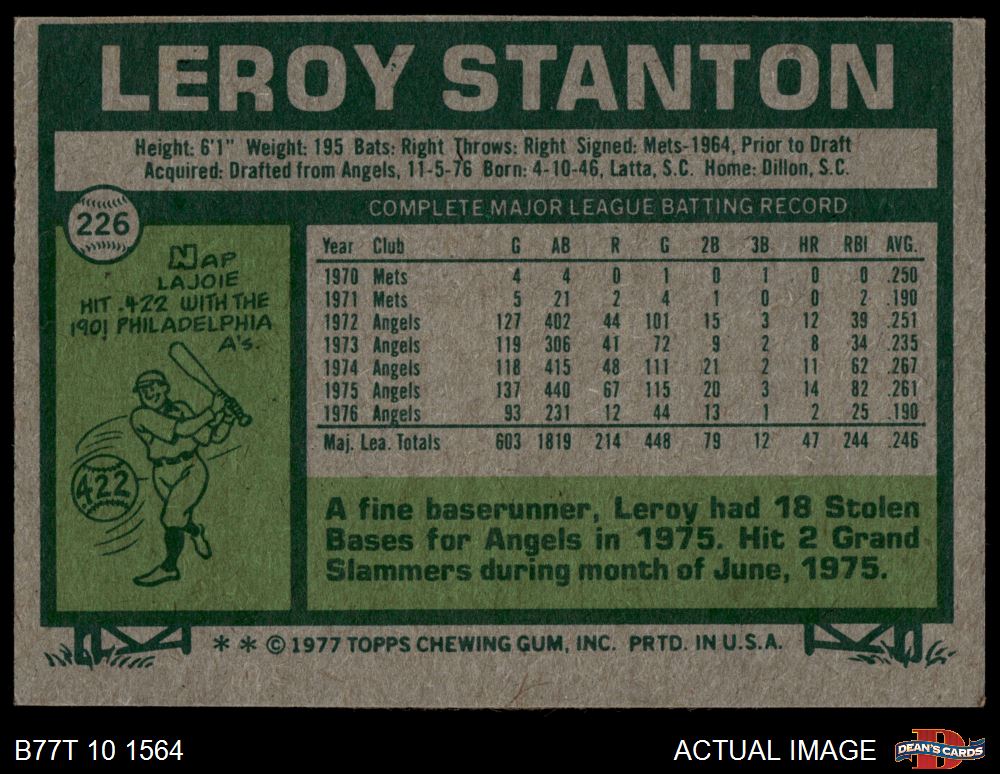 LEROY STANTON
Height: 6'1" Weight: 195 Bats: Right Throws: Right Signed: Mets-1964, Prior to Draft
Acquired: Drafted from Angels, 11-5-76 Born: 4-10-46, Latta, S.C. Home: Dillon, S.C.
226
COMPLETE MAJOR LEAGUE BATTING RECORD
NAP
LAJOIE
HIT .422 WITH THE
1901 PHILADELPHIA
A's.
422
Year Club G AB R G 2B 3B HR RBI AVG.
1970 Mets 4 4 0 1 0 1 0 0 .250
1971 Mets 5 21 2 4 1 0 0 2 .190
1972 Angels 127 402 44 101 15 3 12 39 .251
1973 Angels 119 306 41 72 9 2 8 34 .235
1974 Angels 118 415 48 111 21 2 11 62 .267
1975 Angels 137 440 67 115 20 3 14 82 .261
1976 Angels 93 231 12 44 13 1 2 25 .190
Maj. Lea. Totals 603 1819 214 448 79 12 47 244 .246
A fine baserunner, Leroy had 18 Stolen
Bases for Angels in 1975. Hit 2 Grand
Slammers during month of June, 1975.
* * © 1977 TOPPS CHEWING GUM, INC. PRTD. IN U.S.A.
B77T 10 1564
ACTUAL IMAGE
D
DEAN'S CARDS